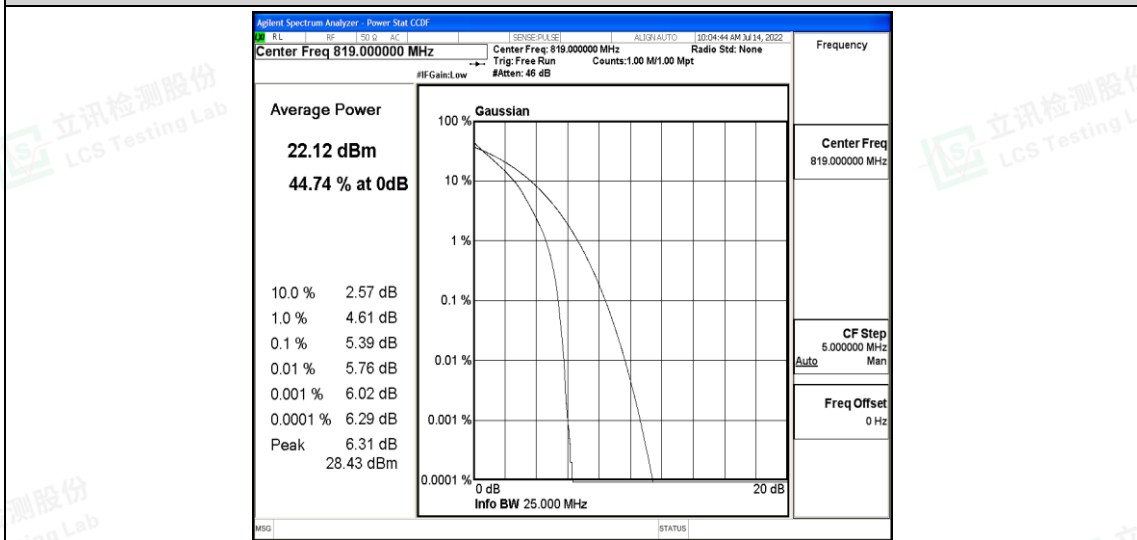 Agilent Spectrum Analyzer - Power Stat CCDF
RL RF 50 Ω AC SENSE:PULSE ALIGN AUTO 10:04:44 AM Jul 14, 2022
Center Freq 819.000000 MHz
Center Freq: 819.000000 MHz Radio Std: None
Trig: Free Run Counts:1.00 M/1.00 Mpt
#IFGain:Low #Atten: 46 dB
Frequency
Average Power
22.12 dBm
44.74 % at 0dB
10.0 % 2.57 dB
1.0 % 4.61 dB
0.1 % 5.39 dB
0.01 % 5.76 dB
0.001 % 6.02 dB
0.0001 % 6.29 dB
Peak 6.31 dB
28.43 dBm
Gaussian
100 %
10 %
1 %
0.1 %
0.01 %
0.001 %
0.0001 %
0 dB 20 dB
Info BW 25.000 MHz
Center Freq
819.000000 MHz
CF Step
5.000000 MHz
Auto Man
Freq Offset
0 Hz
MSG STATUS
立讯检测股份
LCS Testing Lab
立讯检测股份
LCS Testing L
测股份
ing Lab
立